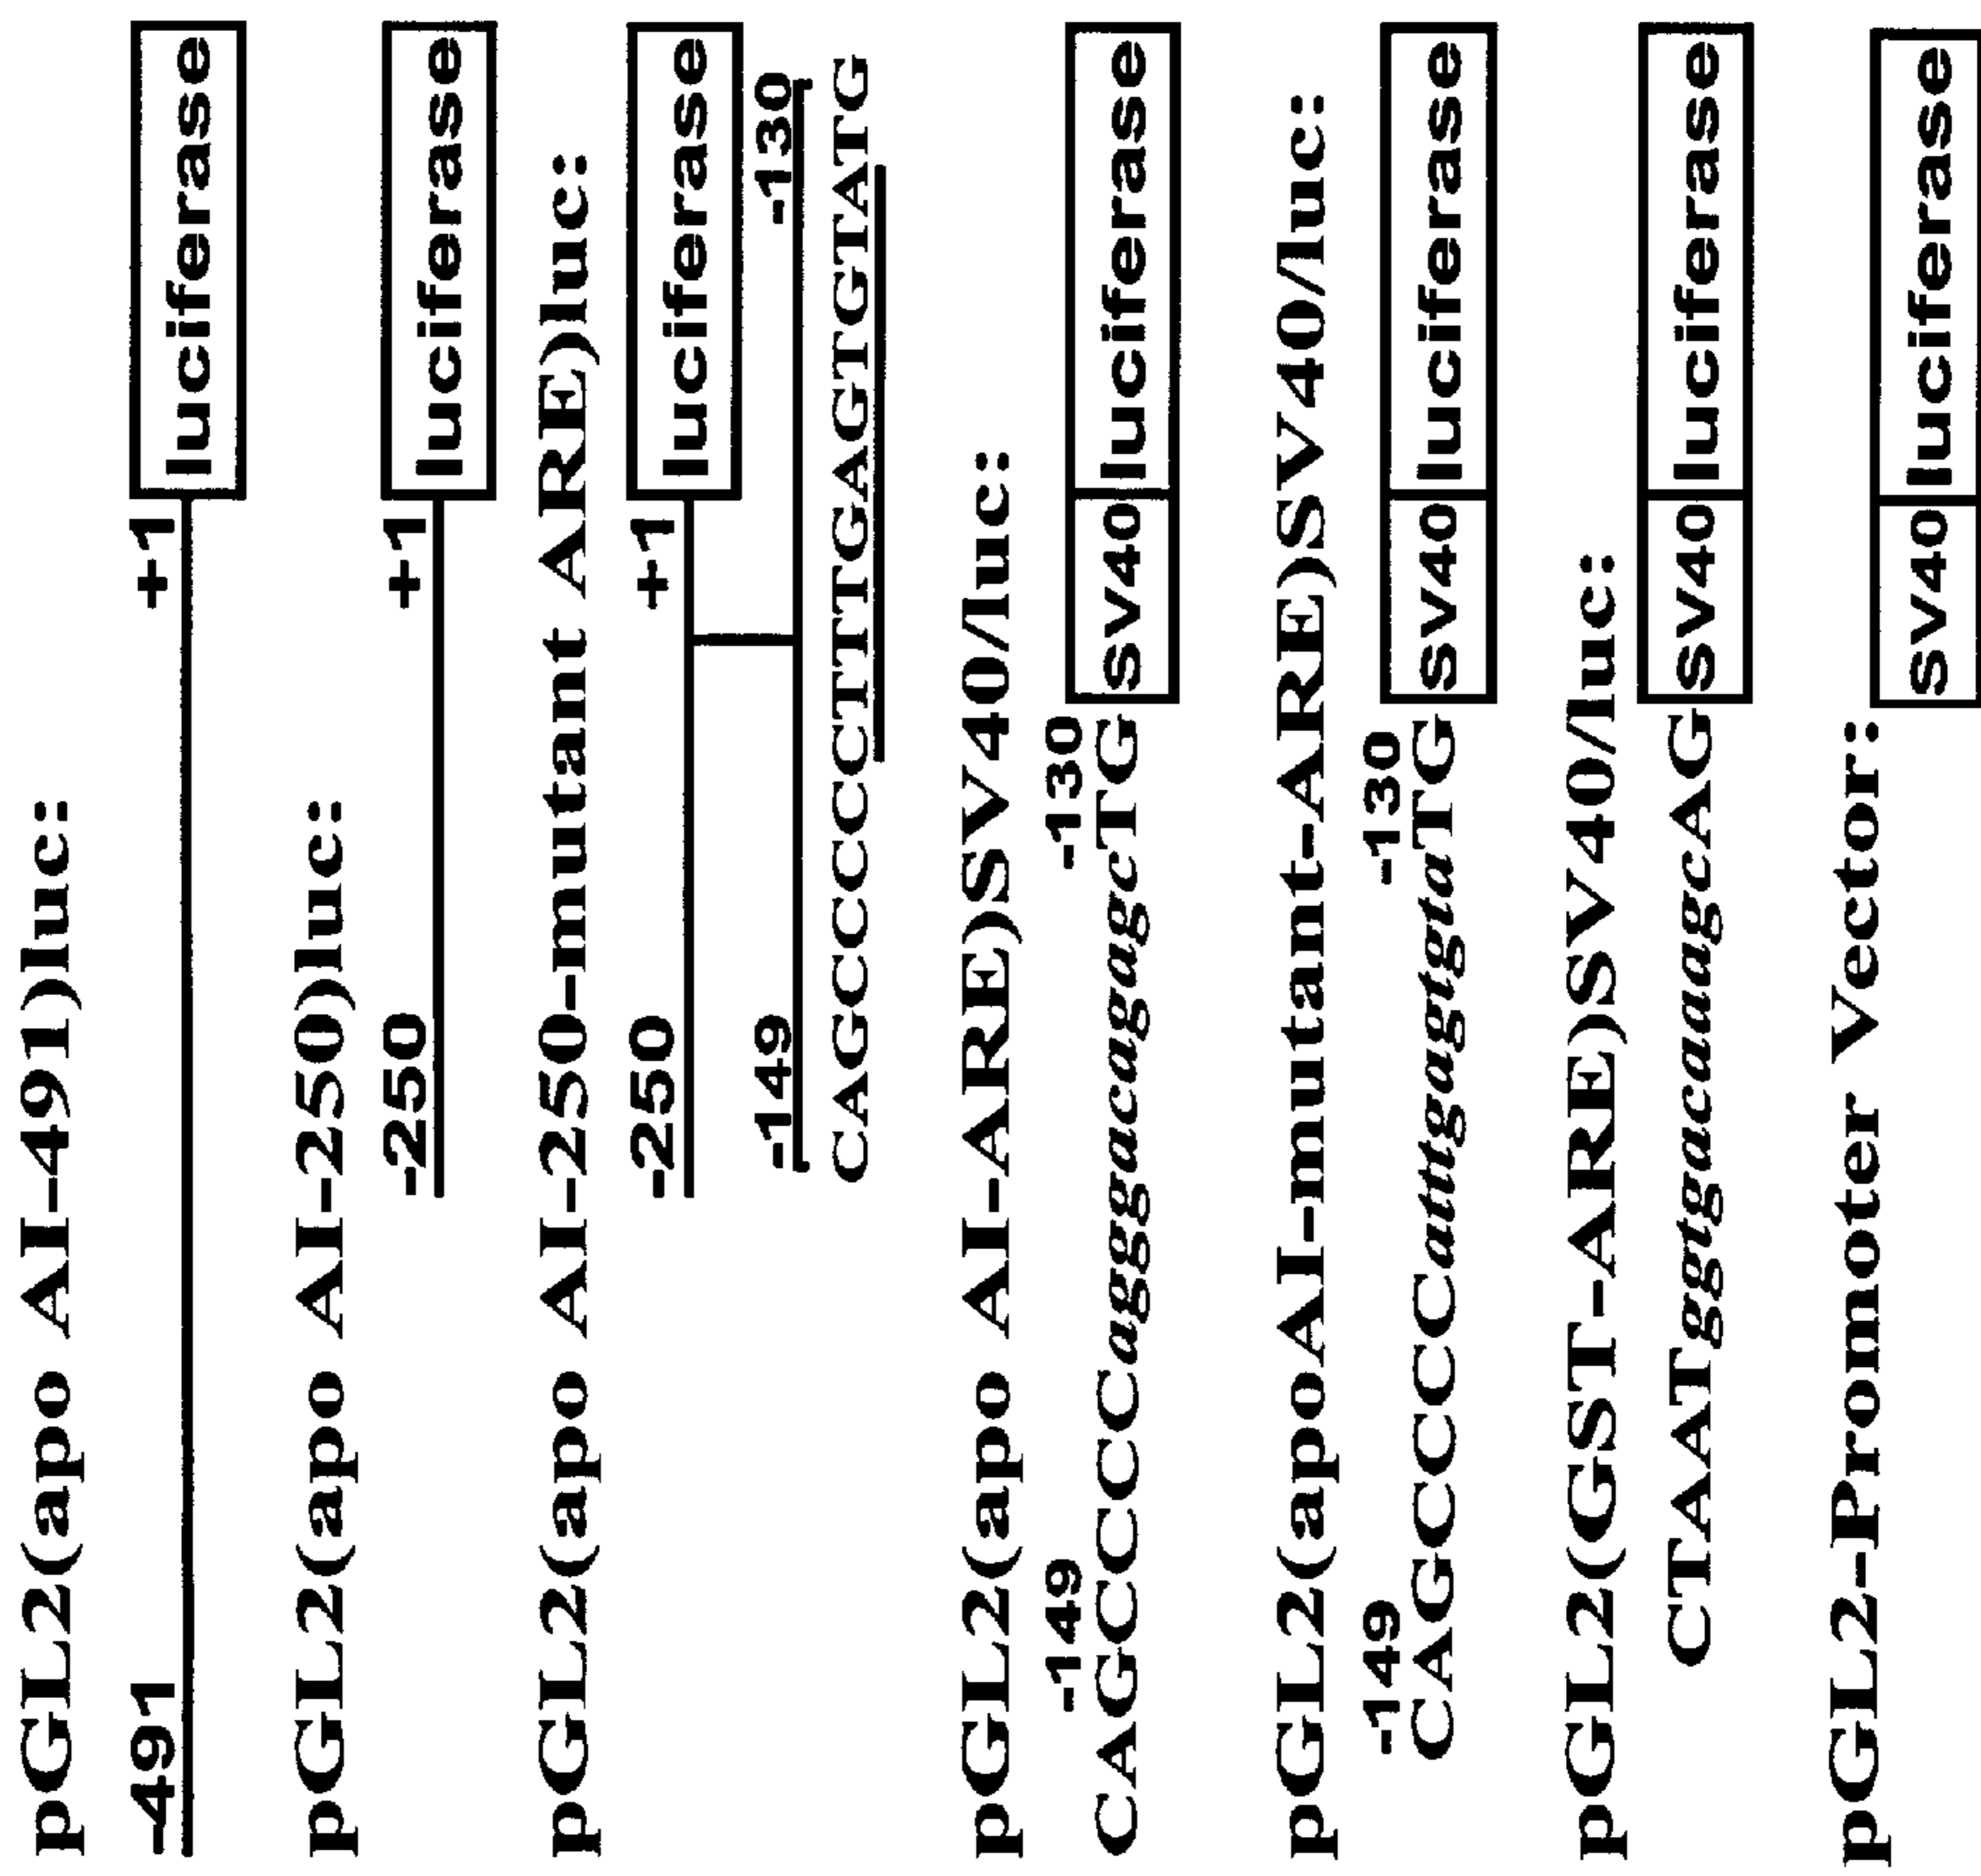 pGL2(apo AI-491)luc:
-491 +1 luciferase
pGL2(apo AI-250)luc:
-250 +1 luciferase
pGL2(apo AI-250-mutant ARE)luc:
-250 +1 luciferase
-149 -130
CAGCCCCCTTTGAGTGTATG
pGL2(apo AI-ARE)SV40/luc:
-149 -130
CAGCCCCagggacagagcTG SV40 luciferase
pGL2(apoAI-mutant-ARE)SV40/luc:
-149 -130
CAGCCCCatttgagtgtaTG SV40 luciferase
pGL2(GST-ARE)SV40/luc:
CTAATggtgacaaagcAG SV40 luciferase
pGL2-Promoter Vector:
SV40 luciferase